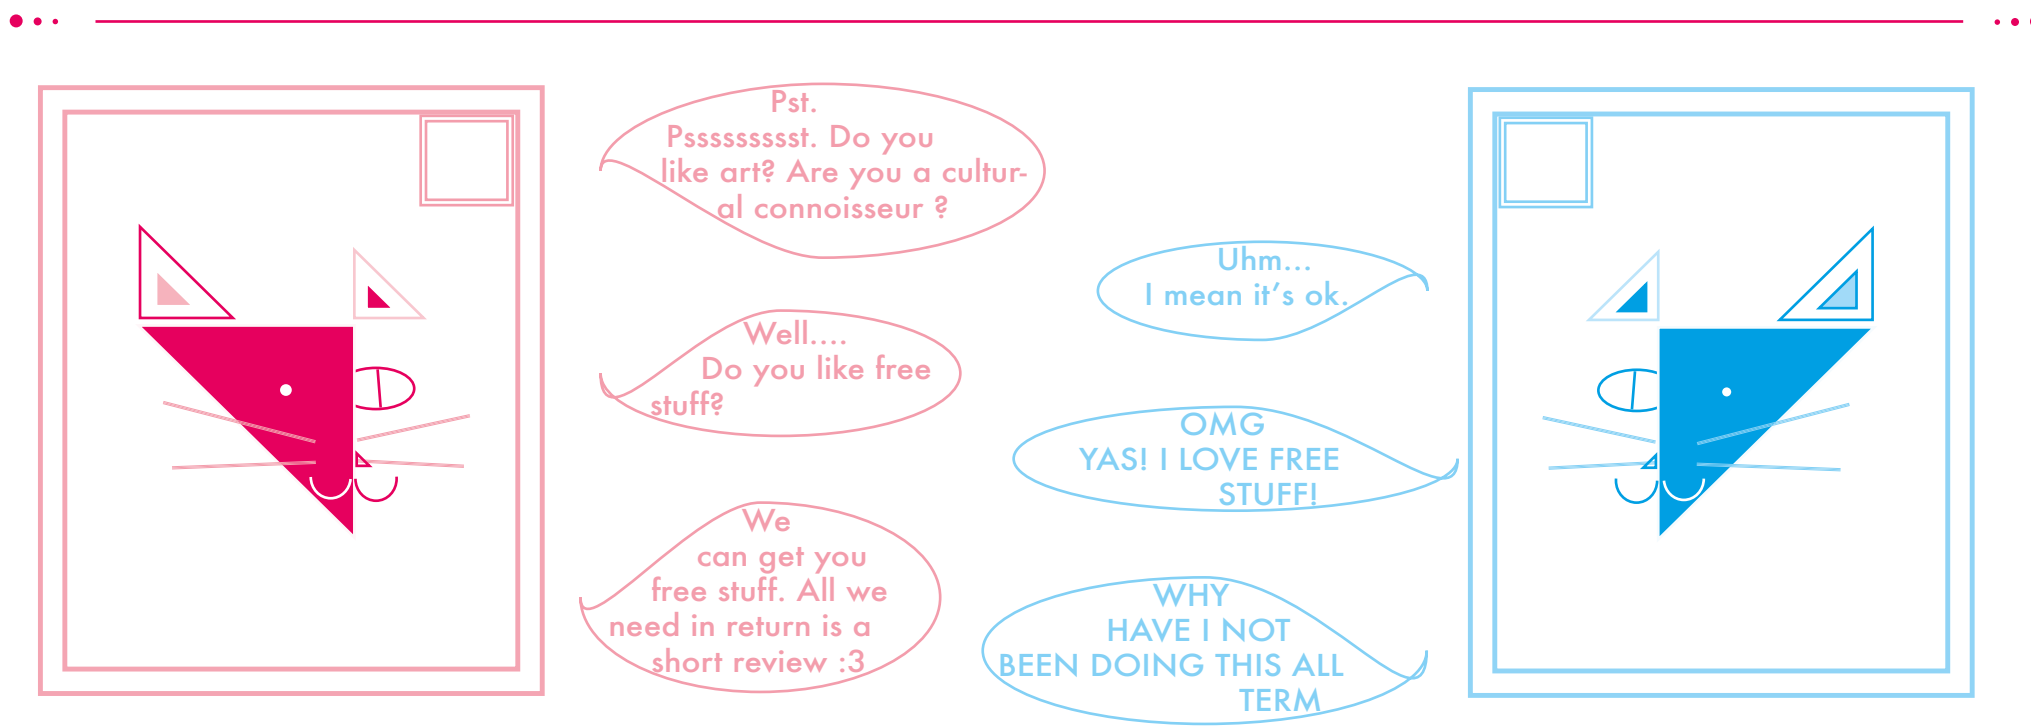 Pst.
Psssssssssst. Do you
like art? Are you a cultur-
al connoisseur ?
Uhm...
I mean it’s ok.
Well....
Do you like free
stuff?
OMG
YAS! I LOVE FREE
STUFF!
We
can get you
free stuff. All we
need in return is a
short review :3
WHY
HAVE I NOT
BEEN DOING THIS ALL
TERM